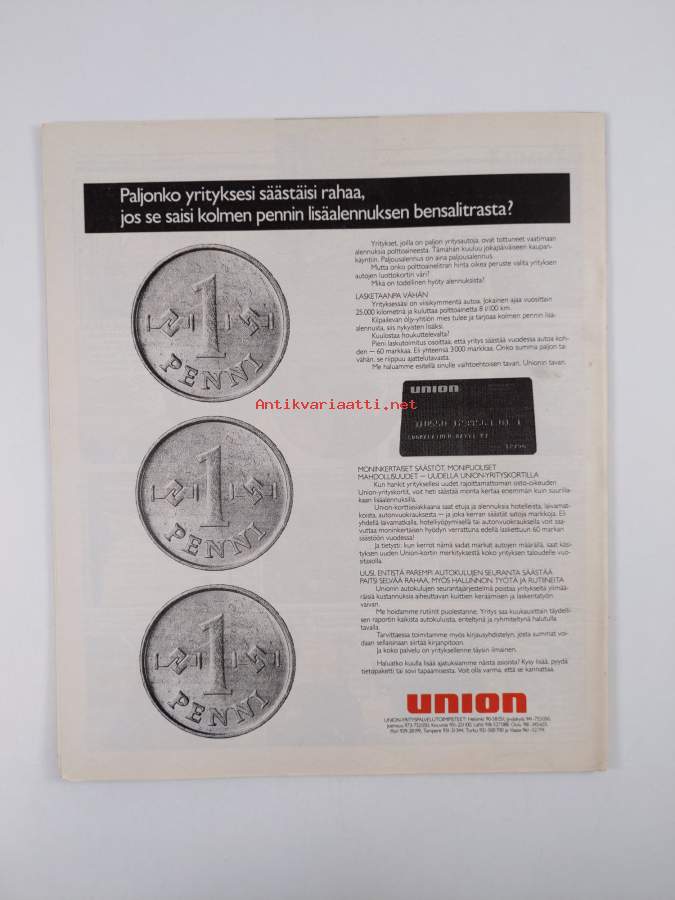 Paljonko yrityksesi säästäisi rahaa,
jos se saisi kolmen pennin lisäalennuksen bensalitrasta?
1
PENNI
1
PENNI
1
PENNI
Yritykset, joilla on paljon yritysautoja, ovat tottuneet vaatimaan
alennuksia polttoaineesta. Tämähän kuuluu jokapäiväiseen kaupan-
käyntiin. Paljousalennus on aina paljousalennus.
Mutta onko polttoainelitran hinta oikea peruste valita yrityksen
autojen luottokortin väri?
Mikä on todellinen hyöty alennuksista?
LASKETAANPA VÄHÄN
Yrityksessäsi on viisikymmentä autoa. Jokainen ajaa vuosittain
25.000 kilometriä ja kuluttaa polttoainetta 8 l/100 km.
Kilpailevan öljy-yhtiön mies tulee ja tarjoaa kolmen pennin lisä-
alennusta, siis nykyisten lisäksi.
Kuulostaa houkuttelevalta?
Pieni laskutoimitus osoittaa, että yritys säästää vuodessa autoa koh-
den — 60 markkaa. Eli yhteensä 3000 markkaa. Onko summa paljon tai
vähän, se riippuu ajattelutavasta.
Me haluamme esitellä sinulle vaihtoehtoisen tavan. Unionin tavan.
union
Antikvariaatti.net
MONINKERTAISET SÄÄSTÖT, MONIPUOLISET
MAHDOLLISUUDET — UUDELLA UNION-YRITYSKORTILLA
Kun hankit yrityksellesi uudet rajoittamattoman osto-oikeuden
Union-yrityskortit, voit heti säästää monta kertaa enemmän kuin suurilla-
kaan lisäalennuksilla.
Union-korttiasiakkaana saat etuja ja alennuksia hotelleista, laivamat-
koista, autonvuokrauksesta — ja joka kerran säästät satoja markkoja. Eli
yhdellä laivamatkalla, hotelliyöpymisellä tai autonvuokrauksella voit saa-
vuttaa moninkertaisen hyödyn verrattuna edellä laskettuun 60 markan
säästöön vuodessa!
Ja tietysti: kun kerrot nämä sadat markat autojen määrällä, saat käsi-
tyksen uuden Union-kortin merkityksestä koko yrityksen taloudelle vuo-
sitasolla.
UUSI, ENTISTÄ PAREMPI AUTOKULUJEN SEURANTA SÄÄSTÄÄ
PAITSI SELVÄÄ RAHAA, MYÖS HALLINNON TYÖTÄ JA RUTIINEITA
Unionin autokulujen seurantajärjestelmä poistaa yritykseltä ylimää-
räisiä kustannuksia aiheuttavan kuittien keräämisen ja laskentatyön
vaivan.
Me hoidamme rutiinit puolestanne. Yritys saa kuukausittain täydelli-
sen raportin kaikista autokuluista, eriteltynä ja ryhmiteltynä halutulla
tavalla.
Tarvittaessa toimitamme myös kirjausyhdistelyn, josta summat voi-
daan sellaisinaan siirtää kirjanpitoon.
Ja koko palvelu on yrityksellenne täysin ilmainen.
Haluatko kuulla lisää ajatuksiamme näistä asioista? Kysy lisää, pyydä
tietopaketti tai sovi tapaamisesta. Voit olla varma, että se kannattaa.
union
UNION-YRITYSPALVELUTOIMIPISTEET: Helsinki